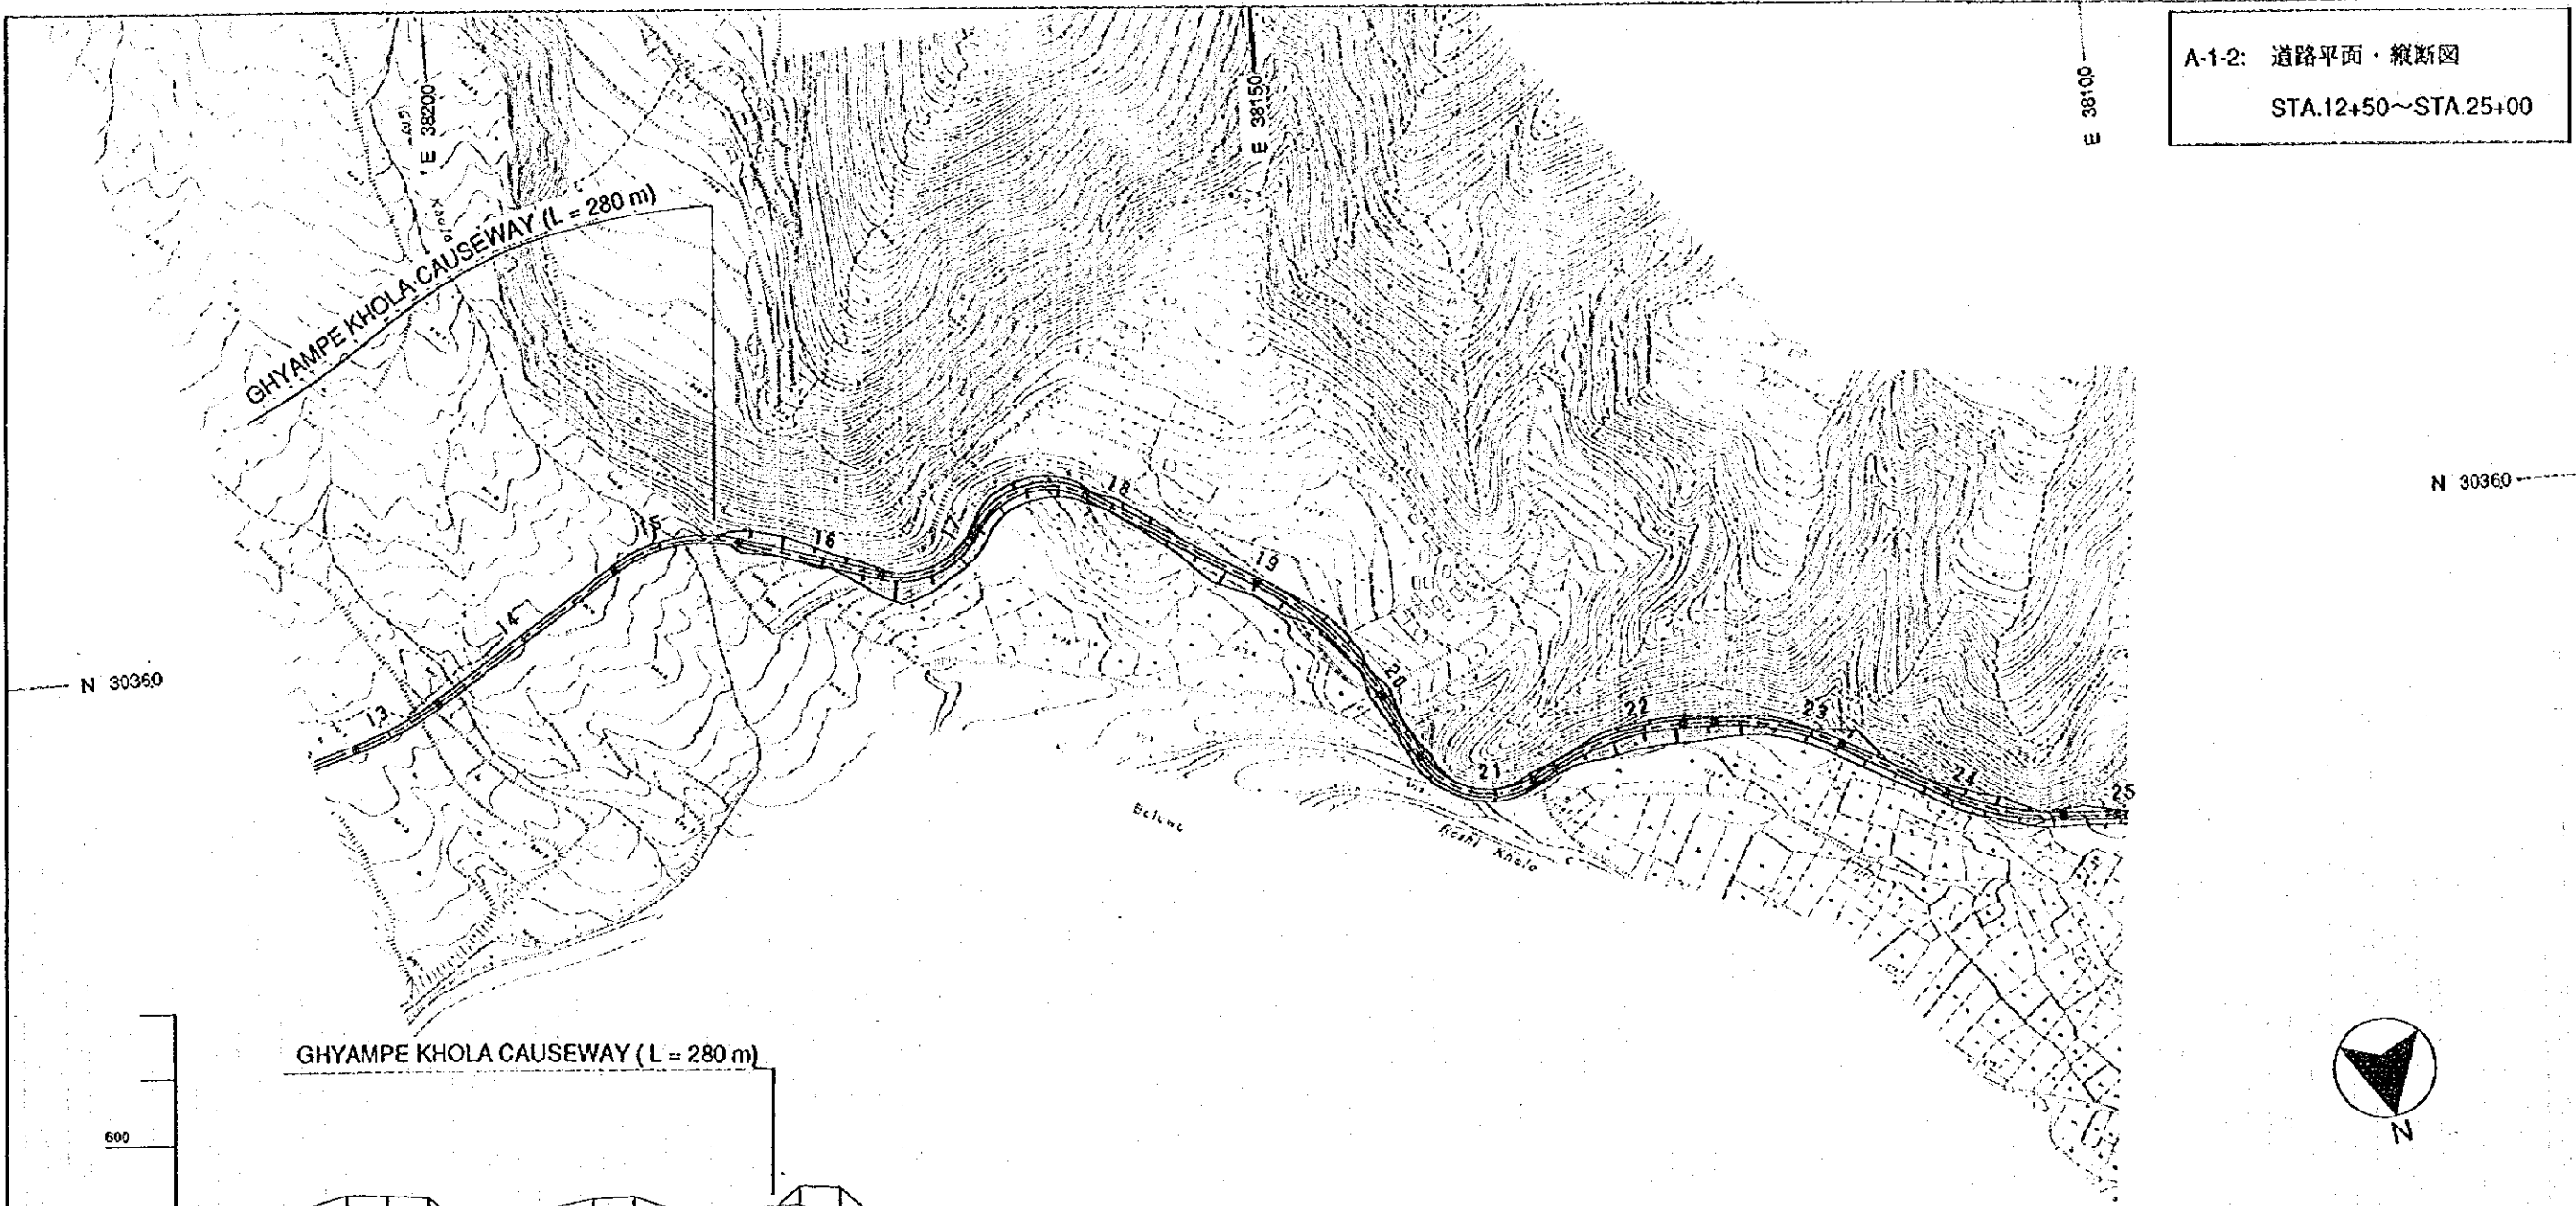 A-1-2: 道路平面・縦断図
STA.12+50～STA.25+00
E 38200
E 38150
E 38100
GHYAMPE KHOLA CAUSEWAY (L = 280 m)
N 30360
N 30360
13
14
15
16
17
18
19
20
21
22
23
24
25
Roshi Khola
GHYAMPE KHOLA CAUSEWAY ( L = 280 m)
600
N